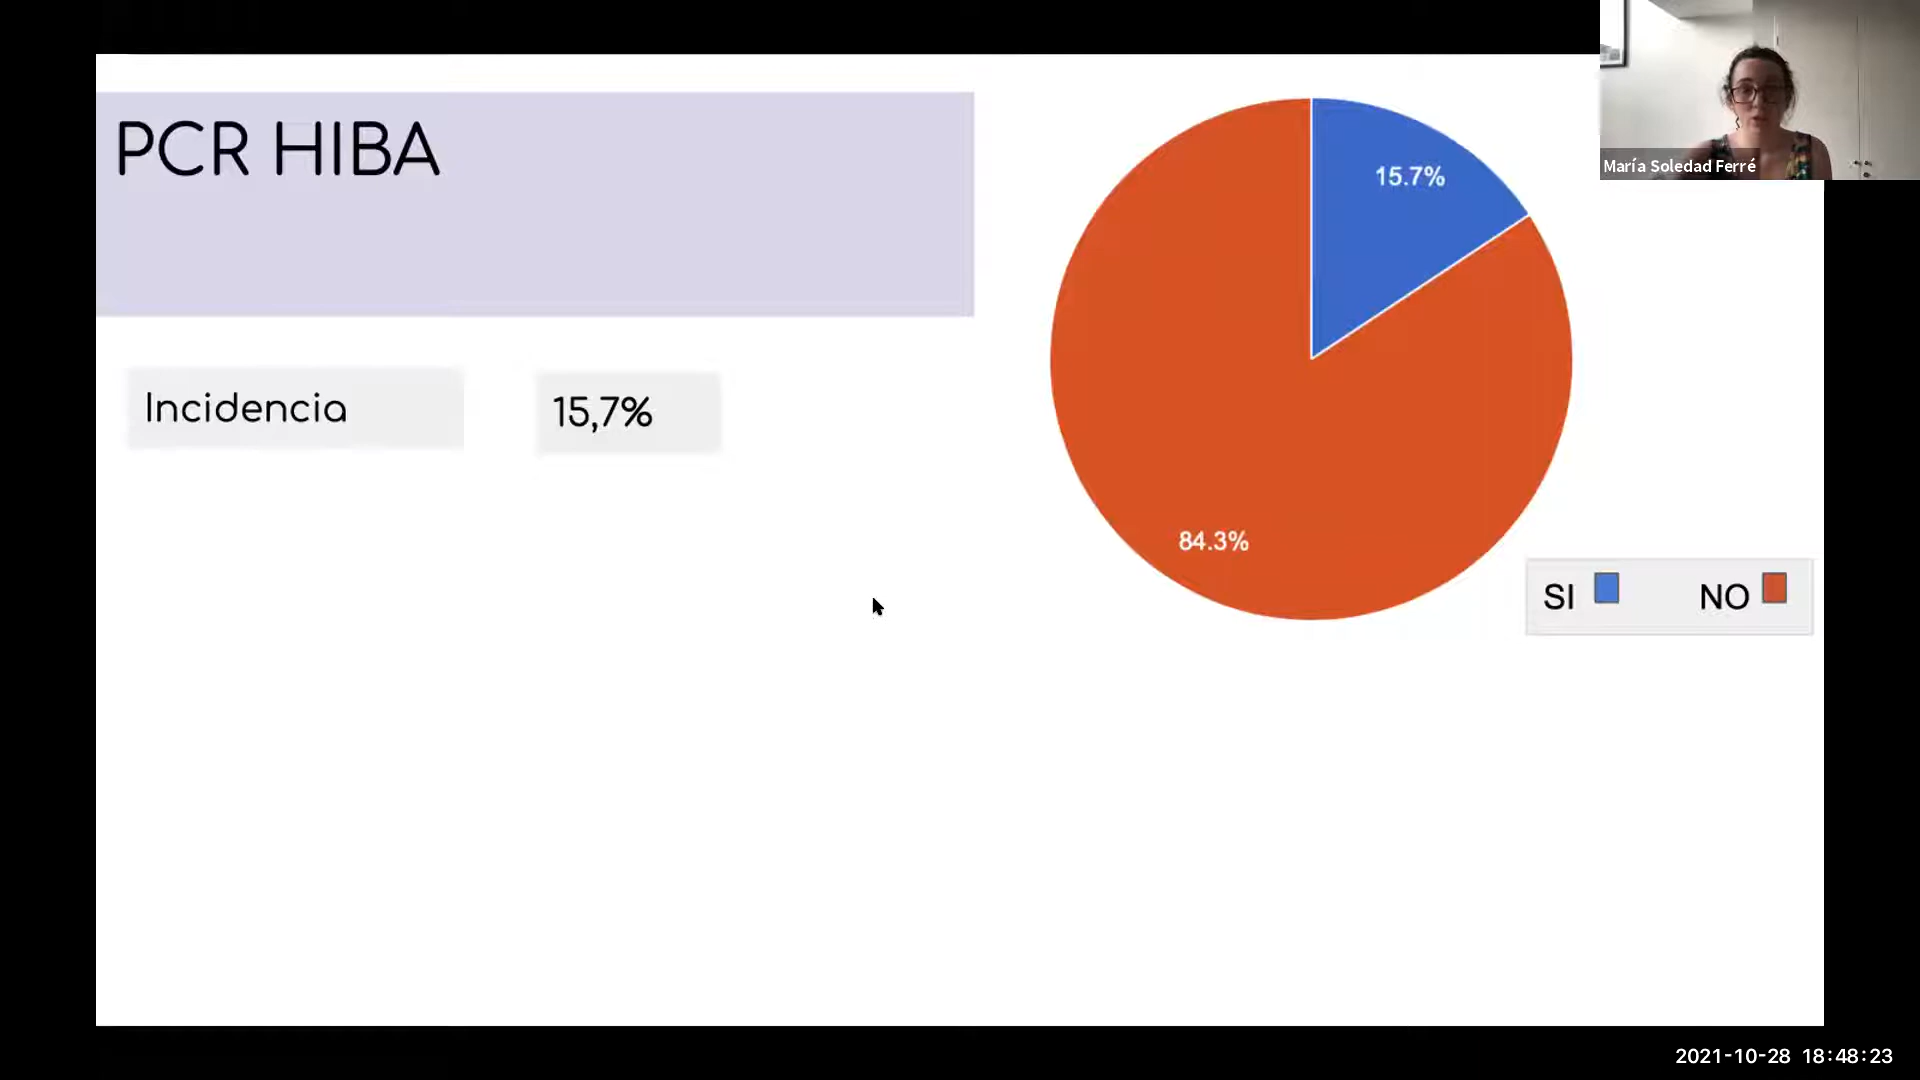 PCR HIBA
Incidencia
15,7%
15.7%
84.3%
SI
NO
María Soledad Ferré
2021-10-28 18:48:23